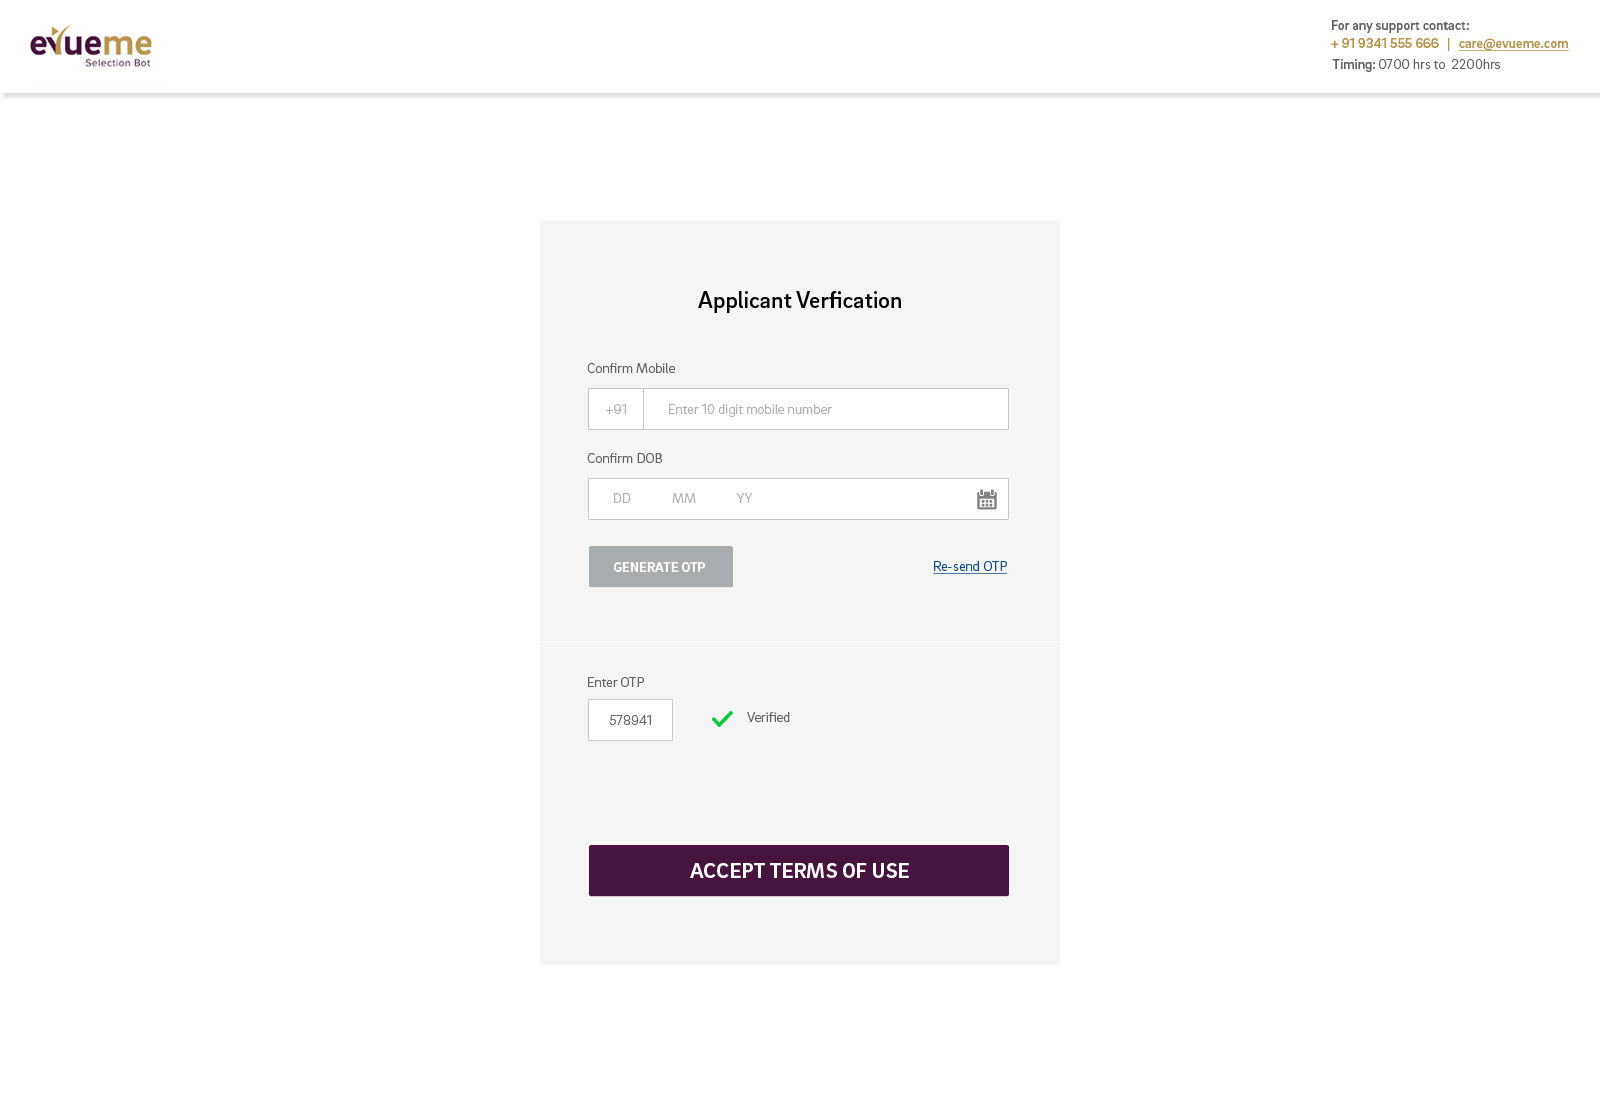 evueme
Selection Bot
For any support contact:
+ 91 9341 555 666 | care@evueme.com
Timing: 0700 hrs to 2200hrs
Applicant Verfication
Confirm Mobile
+91 Enter 10 digit mobile number
Confirm DOB
DD MM YY
GENERATE OTP Re-send OTP
Enter OTP
578941 Verified
ACCEPT TERMS OF USE